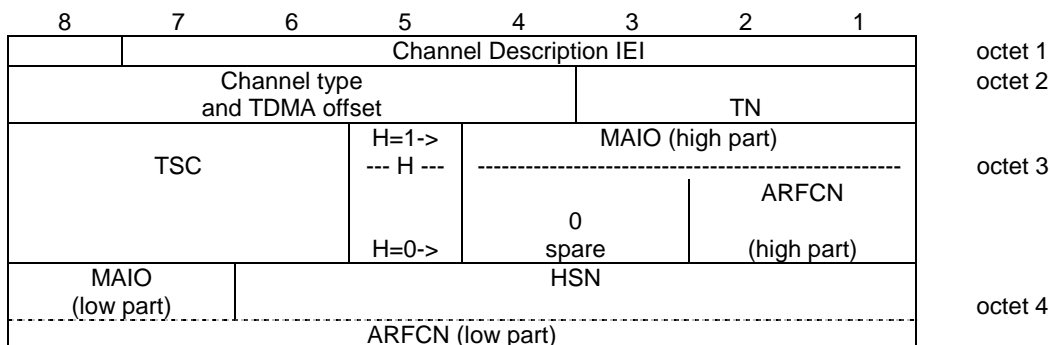 8 7 6 5 4 3 2 1
Channel Description IEI octet 1
Channel type octet 2
and TDMA offset TN
H=1-> MAIO (high part)
TSC --- H --- ------------------------------------------------------- octet 3
ARFCN
0
H=0-> spare (high part)
MAIO HSN
(low part) octet 4
ARFCN (low part)